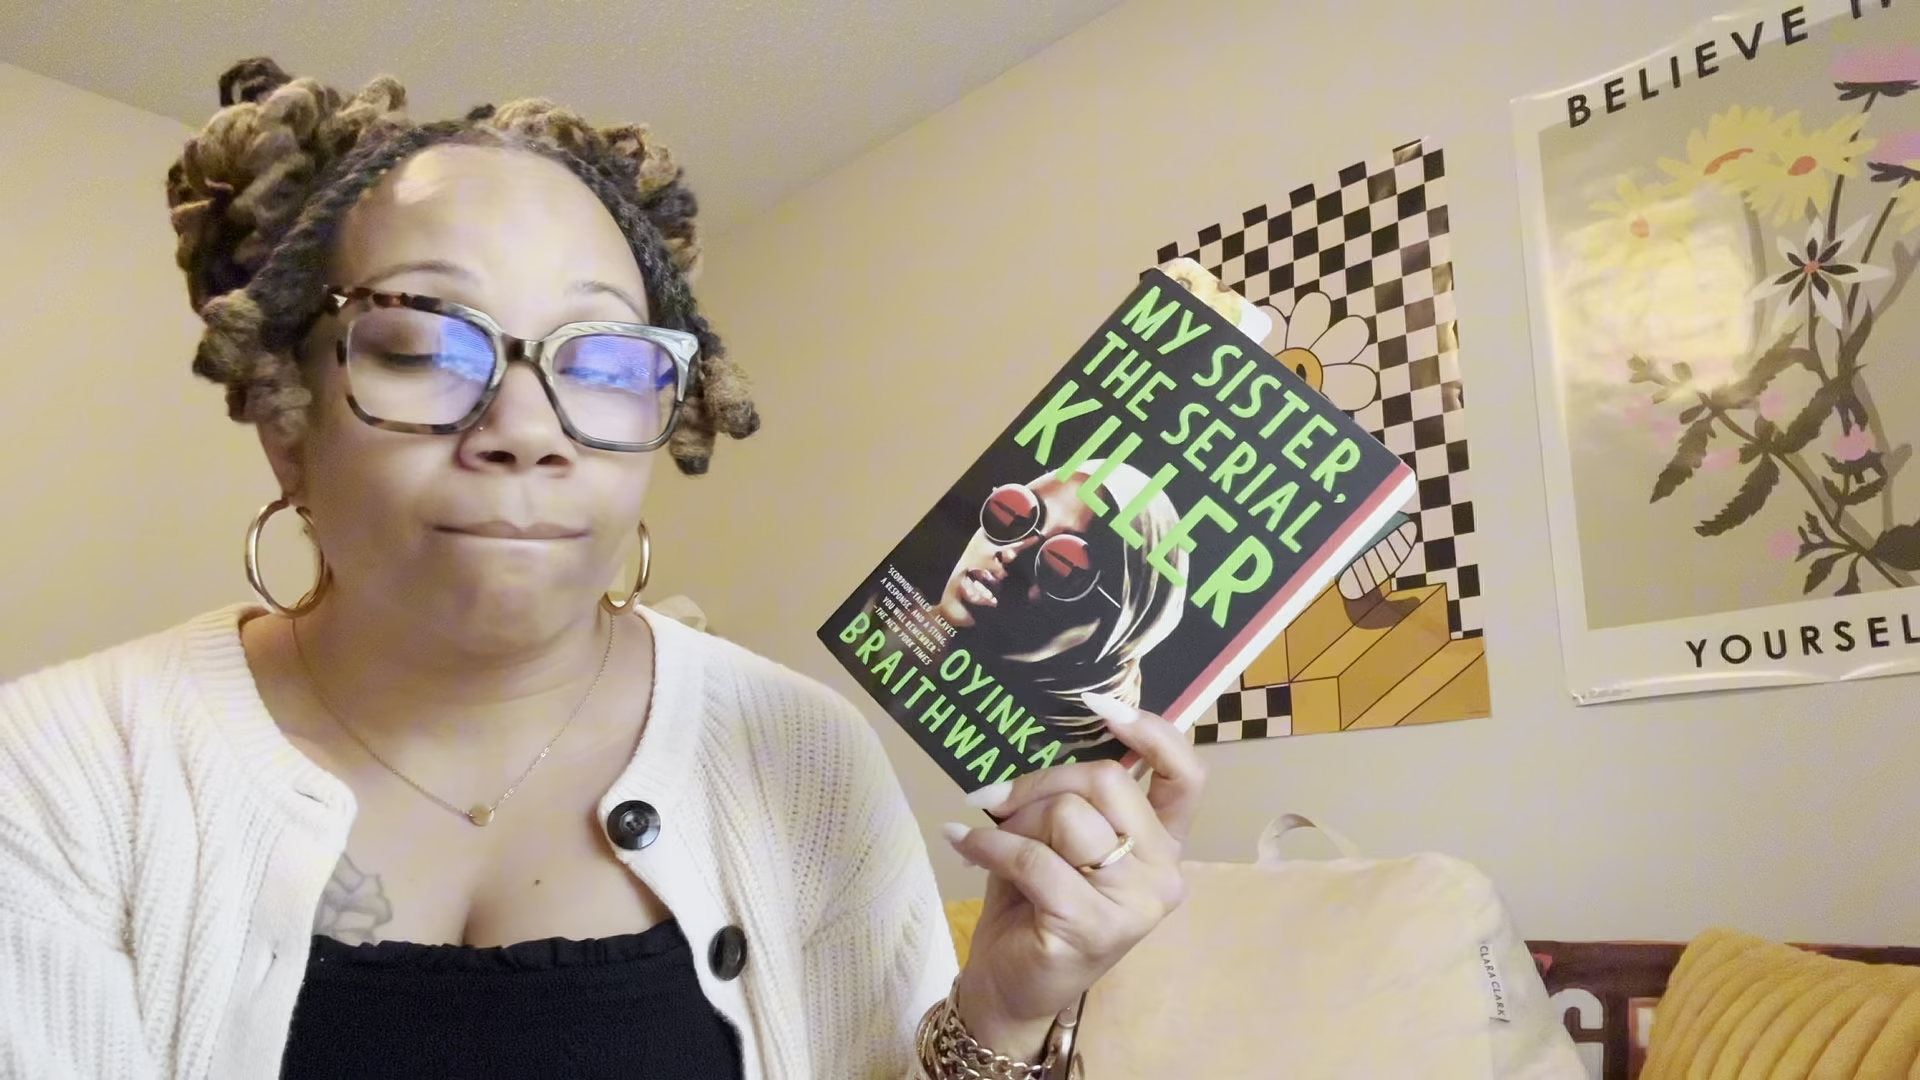 MY SISTER,
THE SERIAL
KILLER
"SCORPION-TAILED...LEAVES
A RESPONSE, AND A STING,
YOU WILL REMEMBER."
—THE NEW YORK TIMES
OYINKAN
BRAITHWAI
BELIEVE
YOURSEL
CLARA CLARK